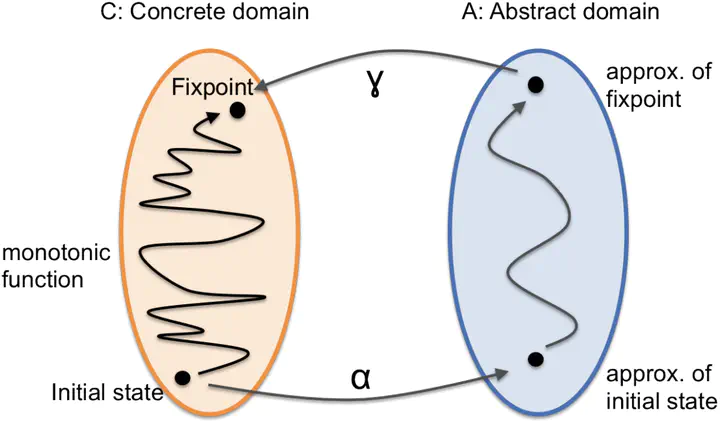 C: Concrete domain
A: Abstract domain
Fixpoint
ɣ
approx. of
fixpoint
monotonic
function
Initial state
α
approx. of
initial state